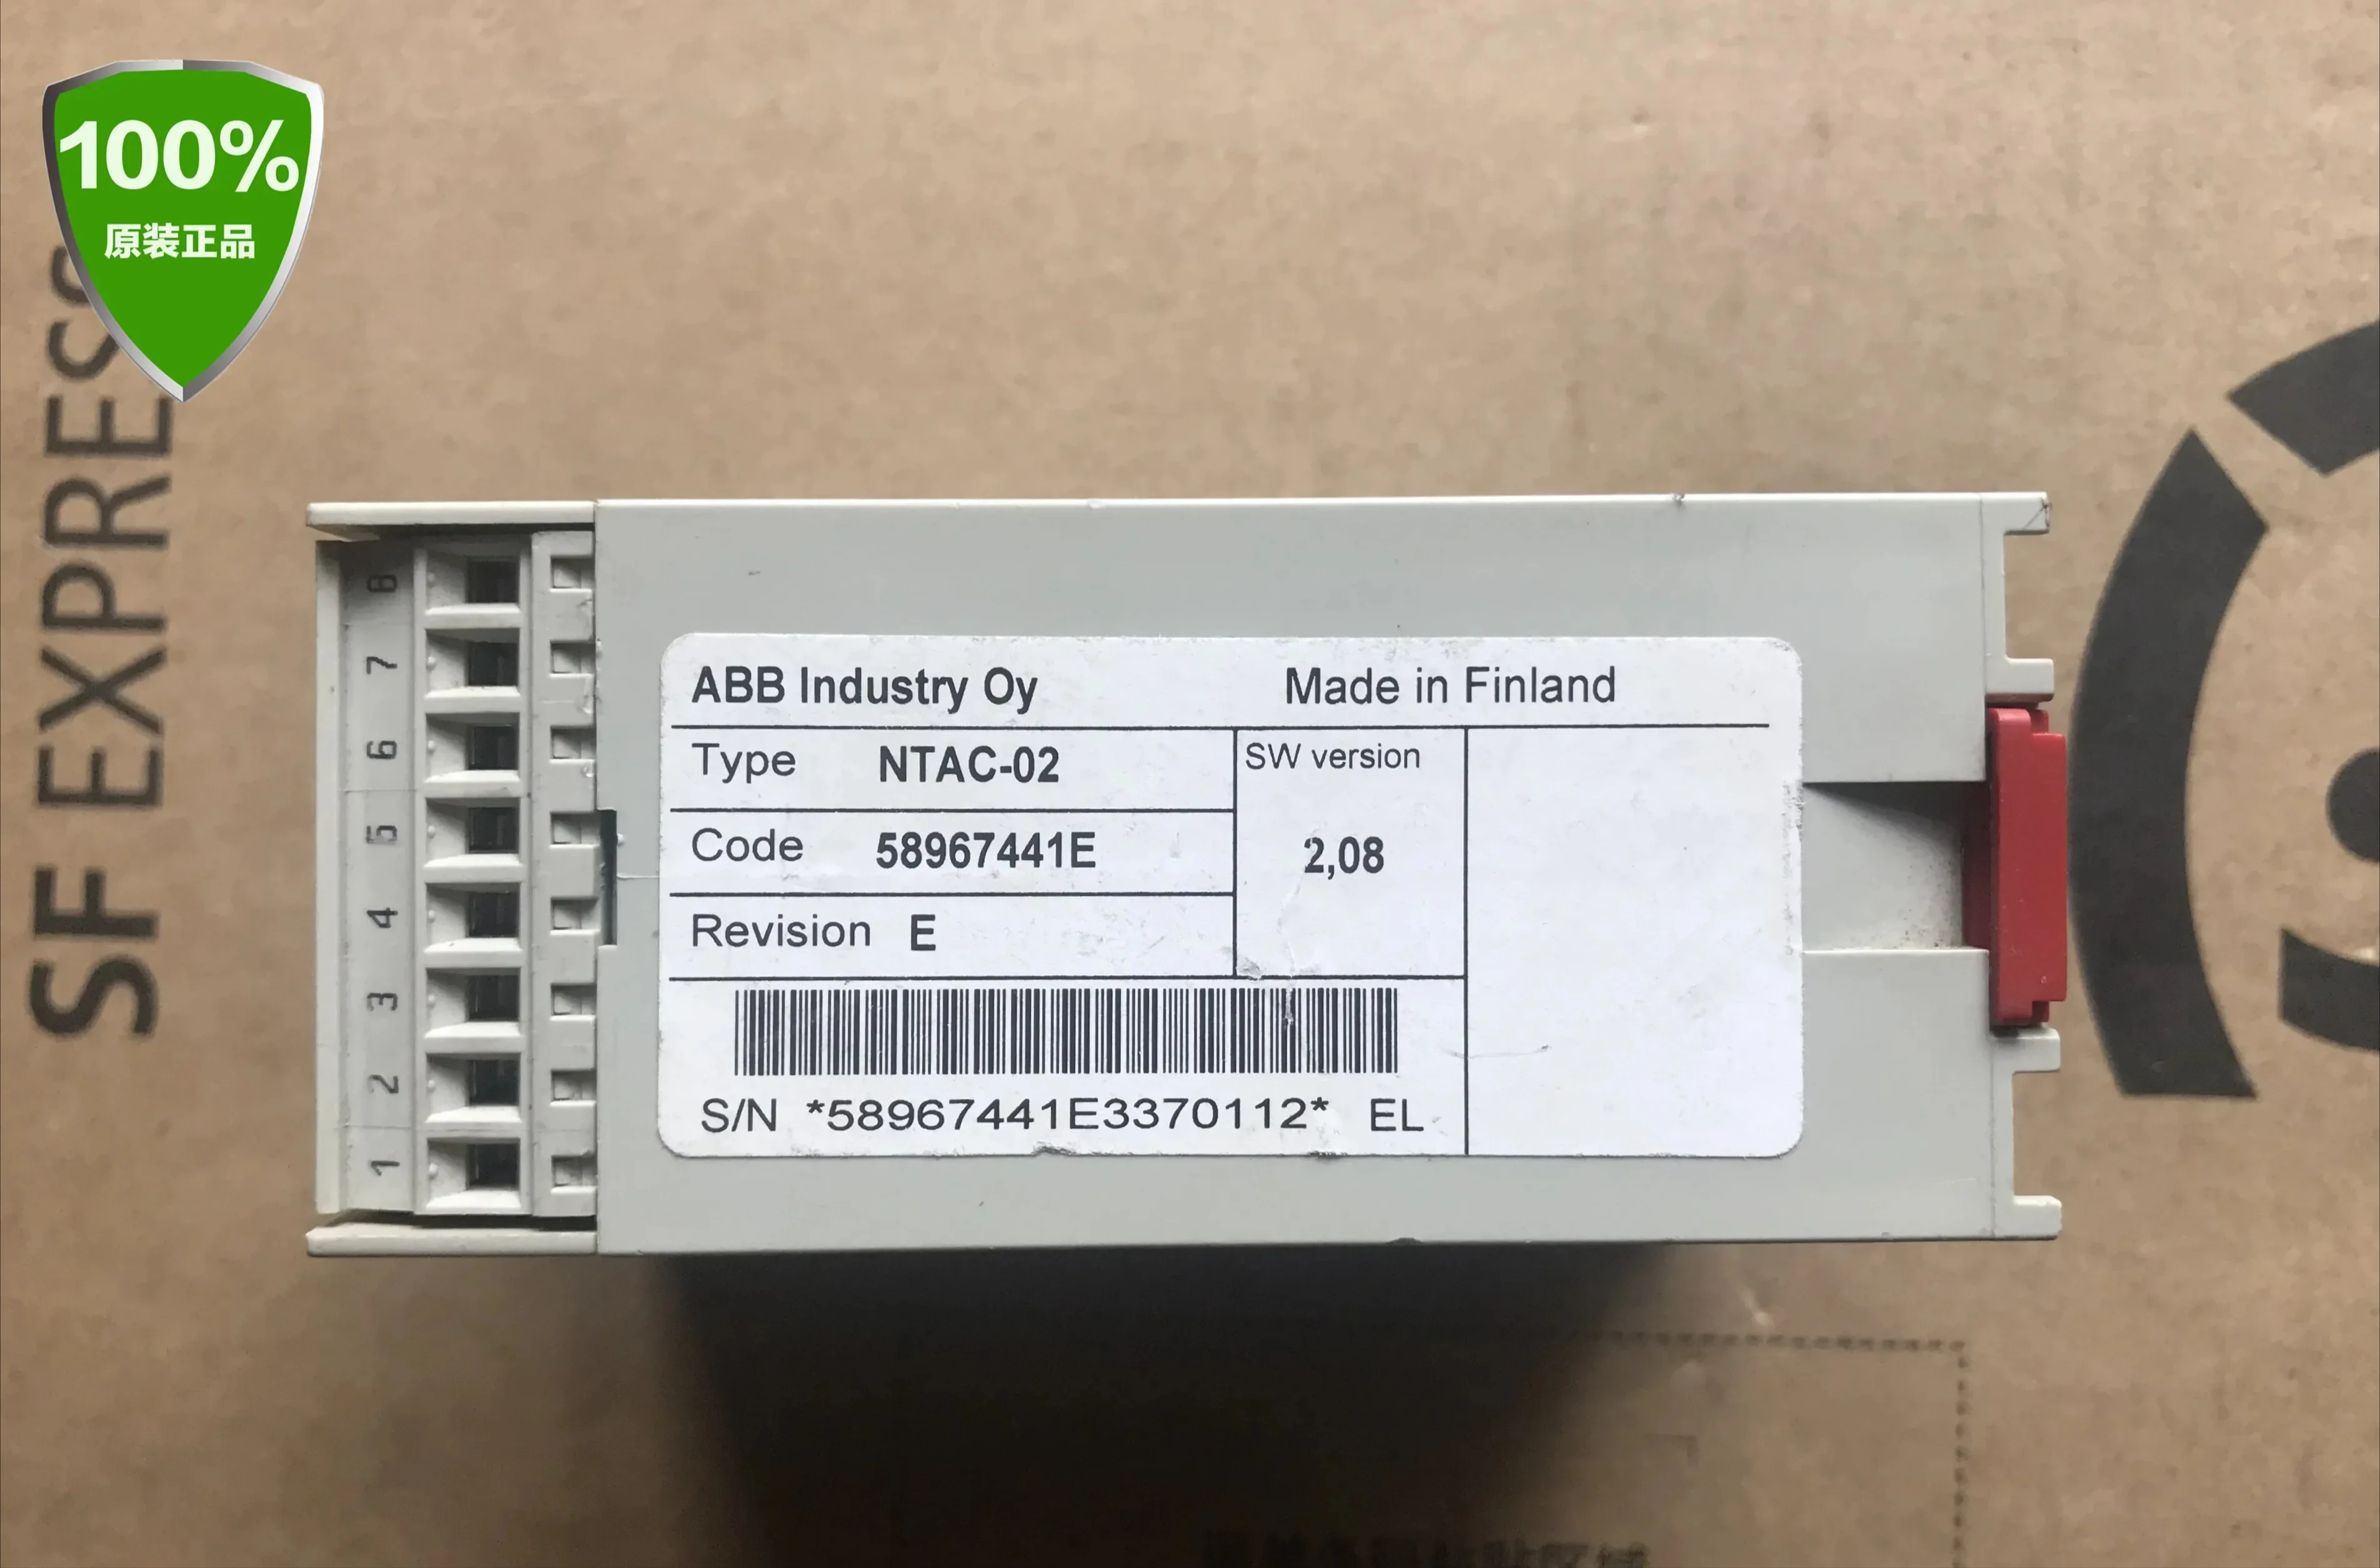 100%
原装正品
SF EXPRESS
8
7
6
5
4
3
2
1
ABB Industry Oy Made in Finland
Type NTAC-02
SW version
Code 58967441E
2,08
Revision E
S/N *58967441E3370112* EL